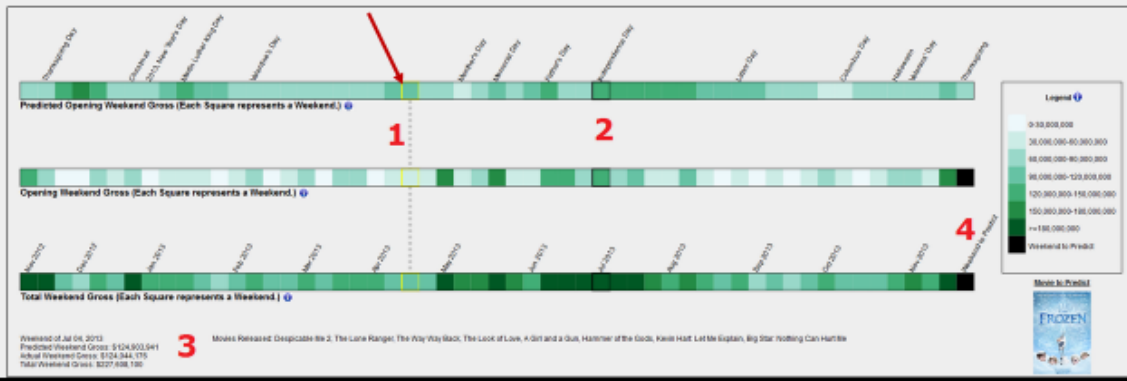 Thanksgiving Day
Christmas
2013, New Year's Day
Martin Luther King Day
Valentine's Day
Mother's Day
Memorial Day
Father's Day
Independence Day
Labor Day
Columbus Day
Halloween
Veterans' Day
Thanksgiving
Predicted Opening Weekend Gross (Each Square represents a Weekend.)
1
2
Opening Weekend Gross (Each Square represents a Weekend.)
Nov 2012
Dec 2012
Jan 2013
Feb 2013
Mar 2013
Apr 2013
May 2013
Jun 2013
Jul 2013
Aug 2013
Sep 2013
Oct 2013
Nov 2013
Weekend to Predict
4
Total Weekend Gross (Each Square represents a Weekend.)
Weekend of Jul 04, 2013
Predicted Weekend Gross: $124,903,941
Actual Weekend Gross: $124,944,175
Total Weekend Gross: $227,608,100
3
Movies Released: Despicable Me 2, The Lone Ranger, The Way Way Back, The Look of Love, A Girl and a Gun, Hammer of the Gods, Kevin Hart: Let Me Explain, Big Star: Nothing Can Hurt Me
Legend
0-30,000,000
30,000,000-60,000,000
60,000,000-90,000,000
90,000,000-120,000,000
120,000,000-150,000,000
150,000,000-180,000,000
>=180,000,000
Weekend to Predict
Movie to Predict
FROZEN